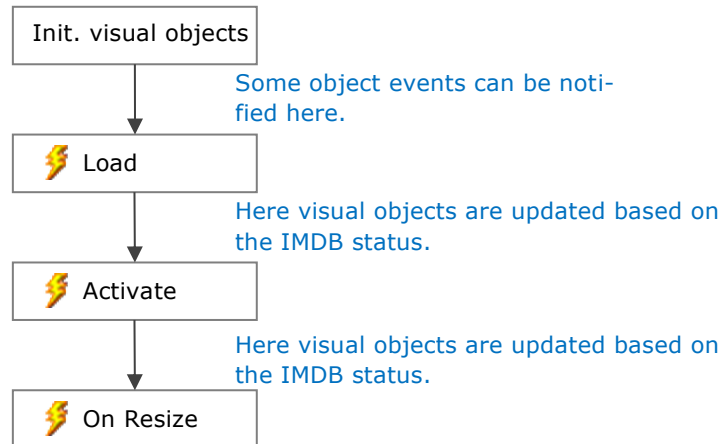 Init. visual objects
Some object events can be noti-
fied here.
Load
Here visual objects are updated based on
the IMDB status.
Activate
Here visual objects are updated based on
the IMDB status.
On Resize